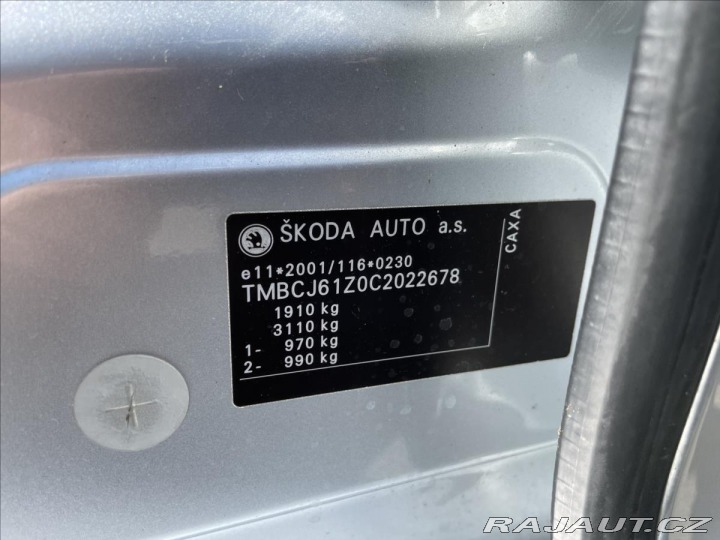 ŠKODA AUTO a.s.
CAXA
e11*2001/116*0230
TMBCJ61Z0C2022678
1910 kg
3110 kg
1- 970 kg
2- 990 kg
RAJAUT.CZ